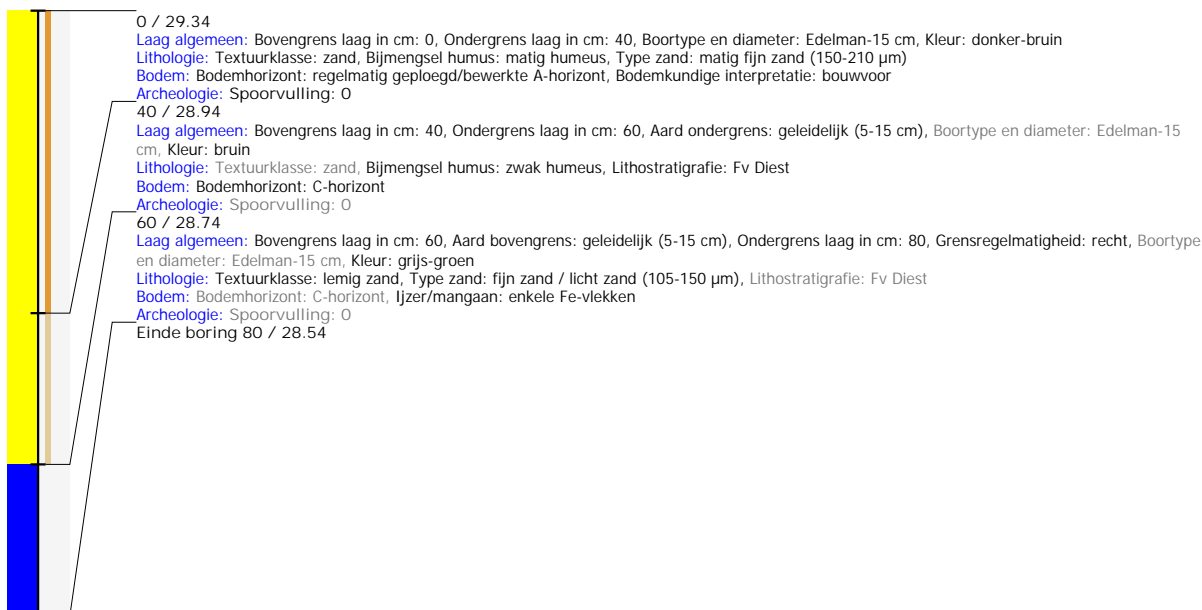 0 / 29.34
Laag algemeen: Bovengrens laag in cm: 0, Ondergrens laag in cm: 40, Boortype en diameter: Edelman-15 cm, Kleur: donker-bruin
Lithologie: Textuurklasse: zand, Bijmengsel humus: matig humeus, Type zand: matig fijn zand (150-210 µm)
Bodem: Bodemhorizont: regelmatig geploegd/bewerkte A-horizont, Bodemkundige interpretatie: bouwvoor
Archeologie: Spoorvulling: 0
40 / 28.94
Laag algemeen: Bovengrens laag in cm: 40, Ondergrens laag in cm: 60, Aard ondergrens: geleidelijk (5-15 cm), Boortype en diameter: Edelman-15
cm, Kleur: bruin
Lithologie: Textuurklasse: zand, Bijmengsel humus: zwak humeus, Lithostratigrafie: Fv Diest
Bodem: Bodemhorizont: C-horizont
Archeologie: Spoorvulling: 0
60 / 28.74
Laag algemeen: Bovengrens laag in cm: 60, Aard bovengrens: geleidelijk (5-15 cm), Ondergrens laag in cm: 80, Grensregelmatigheid: recht, Boortype
en diameter: Edelman-15 cm, Kleur: grijs-groen
Lithologie: Textuurklasse: lemig zand, Type zand: fijn zand / licht zand (105-150 µm), Lithostratigrafie: Fv Diest
Bodem: Bodemhorizont: C-horizont, Ijzer/mangaan: enkele Fe-vlekken
Archeologie: Spoorvulling: 0
Einde boring 80 / 28.54